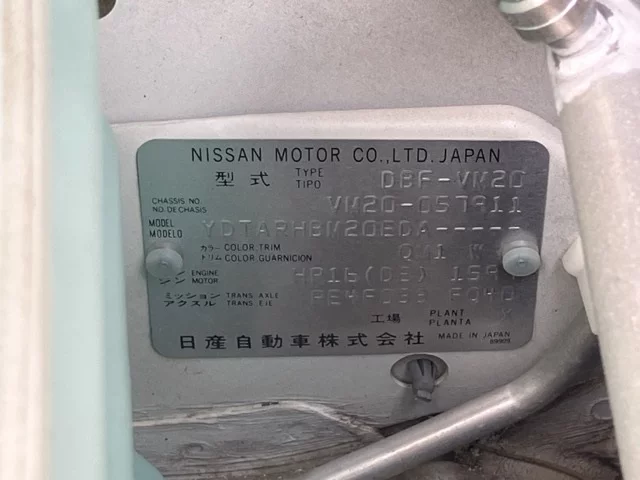 NISSAN MOTOR CO.,LTD. JAPAN
型式 TYPE TIPO DBF-VM20
CHASSIS NO. NO DE CHASIS VM20-057911
MODEL MODELO YDTARHBM20EDA-----
カラー COLOR, TRIM
トリム COLOR, GUARNICION QM1 W
ENGINE MOTOR HR16(DE) 159
ミッション TRANS. AXLE
アクスル TRANS. EJE FO40
工場 PLANT PLANTA
日産自動車株式会社 MADE IN JAPAN